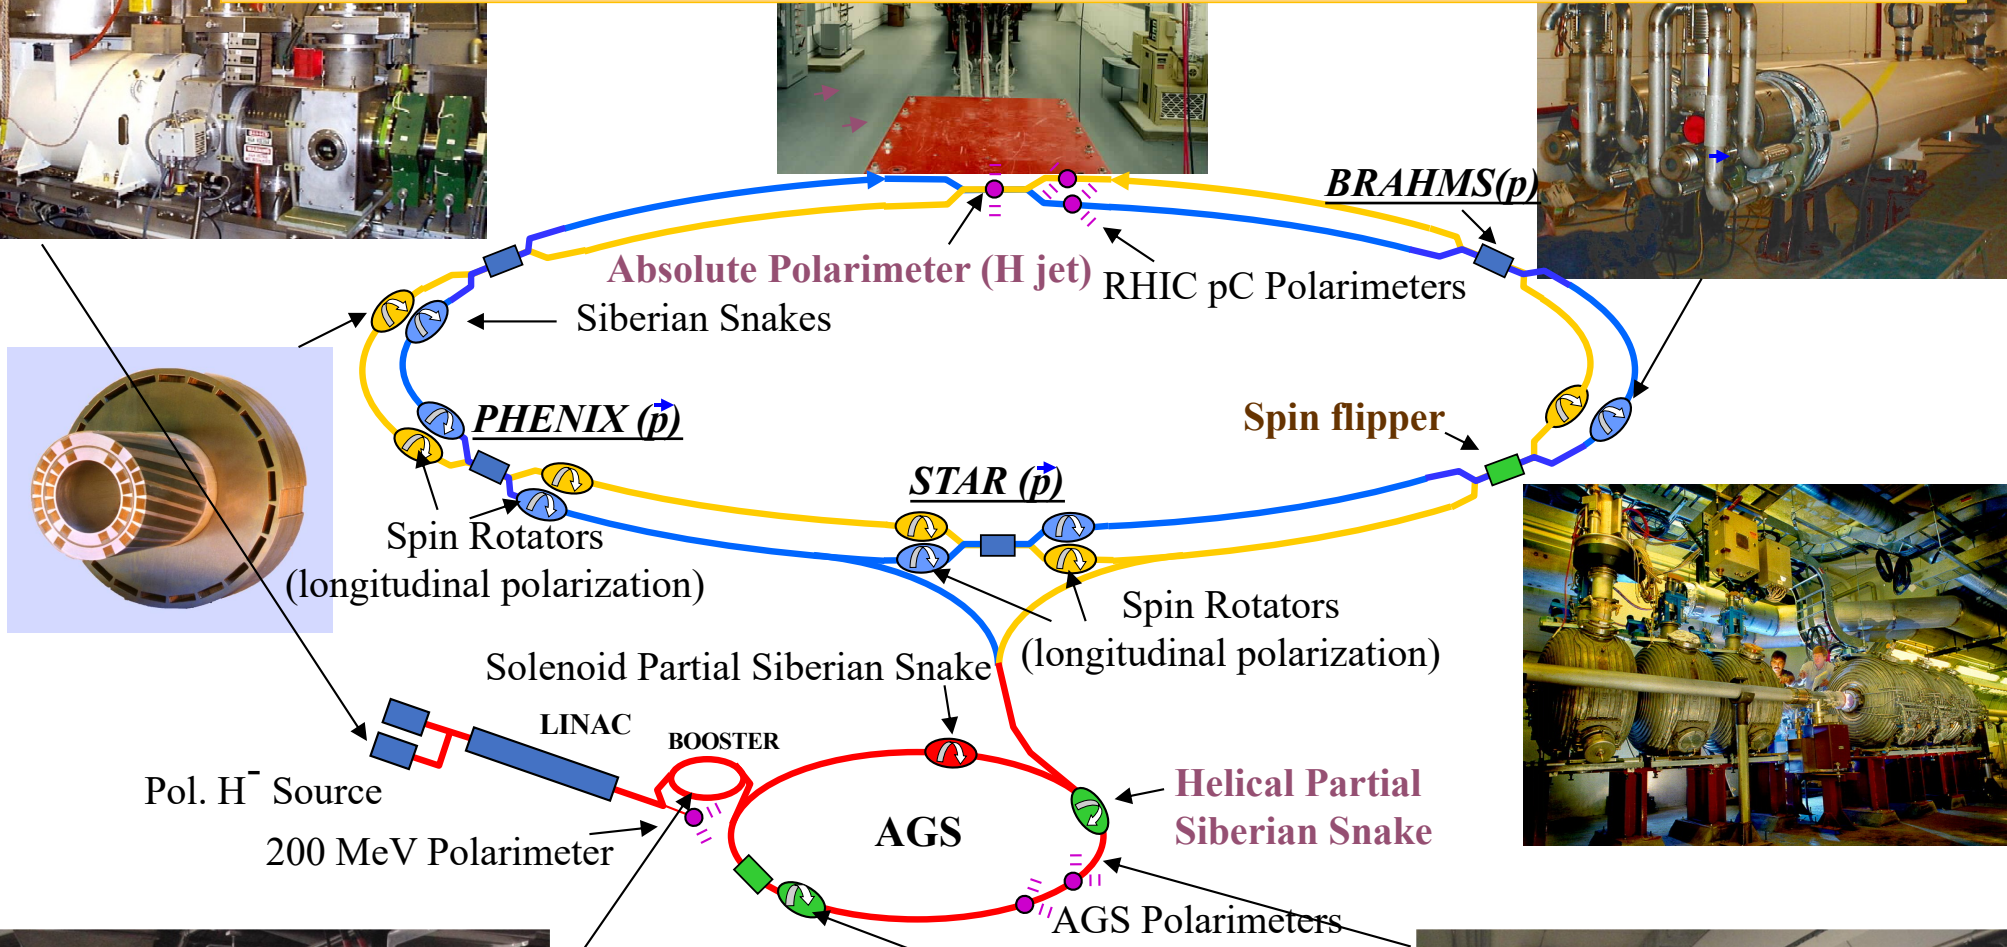 BRAHMS(p)
Absolute Polarimeter (H jet)
RHIC pC Polarimeters
Siberian Snakes
PHENIX (p)
Spin flipper
STAR (p)
Spin Rotators
(longitudinal polarization)
Spin Rotators
(longitudinal polarization)
Solenoid Partial Siberian Snake
LINAC
BOOSTER
Pol. H⁻ Source
200 MeV Polarimeter
AGS
Helical Partial
Siberian Snake
AGS Polarimeters